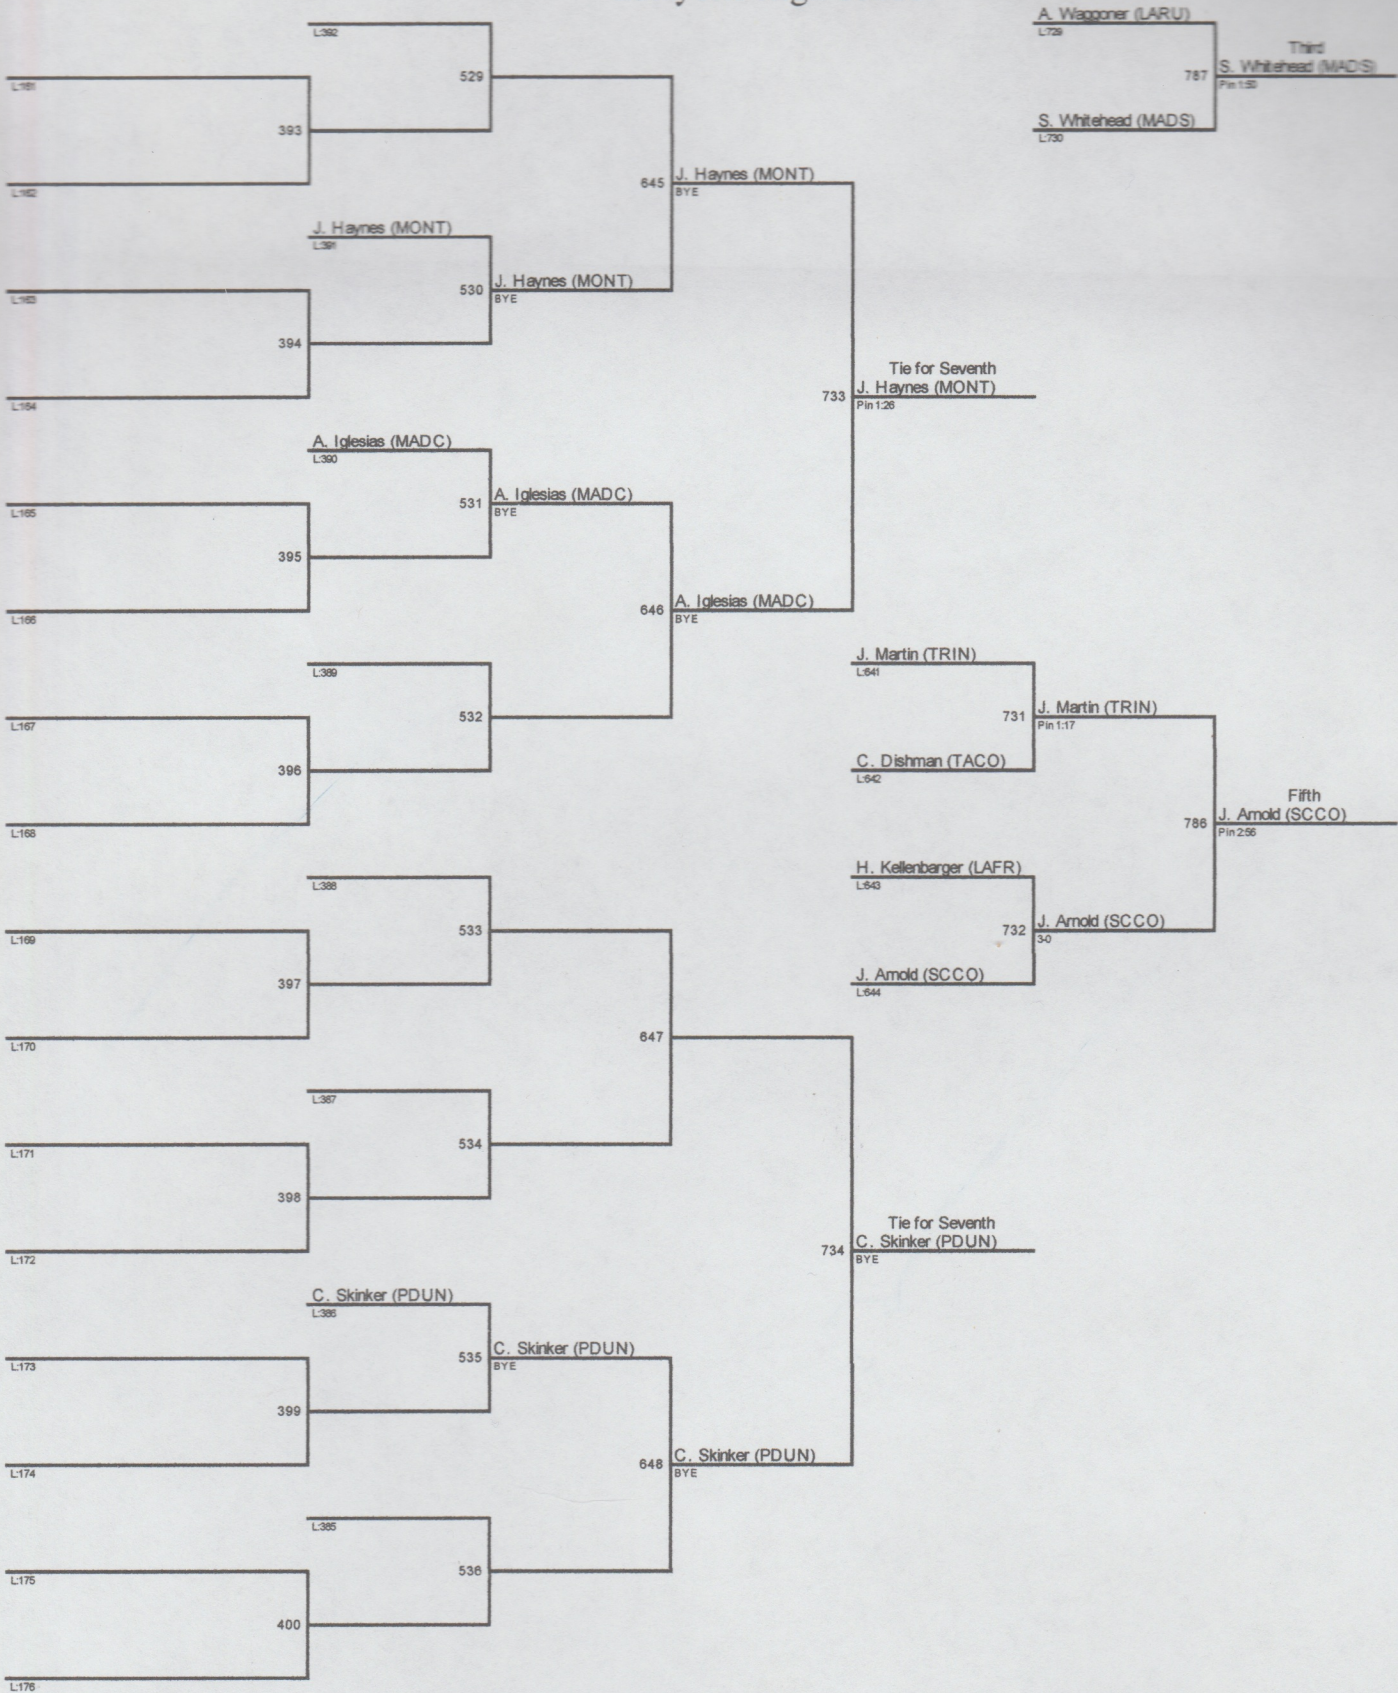 L:392
A. Waggoner (LARU)
L:729
Third
529
787
S. Whitehead (MADS)
L:161
Pin 1:50
S. Whitehead (MADS)
393
L:730
J. Haynes (MONT)
645
L:162
BYE
J. Haynes (MONT)
L:391
J. Haynes (MONT)
530
L:163
BYE
394
Tie for Seventh
J. Haynes (MONT)
733
L:164
Pin 1:26
A. Iglesias (MADC)
L:390
A. Iglesias (MADC)
531
L:165
BYE
395
A. Iglesias (MADC)
646
L:166
BYE
J. Martin (TRIN)
L:389
L:641
J. Martin (TRIN)
532
731
L:167
Pin 1:17
C. Dishman (TACO)
396
L:642
Fifth
J. Arnold (SCCO)
786
L:168
Pin 2:56
H. Kellenbarger (LAFR)
L:388
L:643
J. Arnold (SCCO)
533
732
L:169
3-0
J. Arnold (SCCO)
397
L:644
647
L:170
L:387
534
L:171
398
Tie for Seventh
C. Skinker (PDUN)
734
L:172
BYE
C. Skinker (PDUN)
L:386
C. Skinker (PDUN)
535
L:173
BYE
399
C. Skinker (PDUN)
648
L:174
BYE
L:385
536
L:175
400
L:176